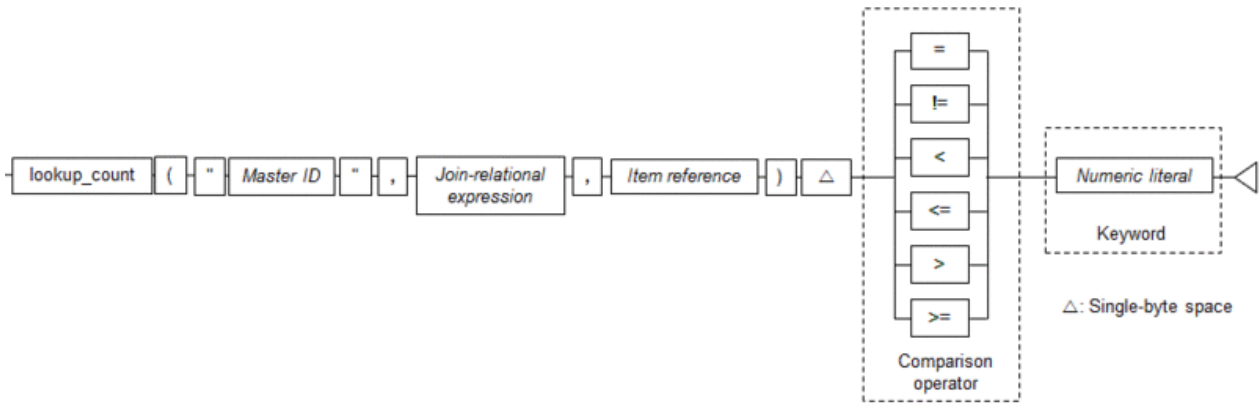 lookup_count ( " Master ID " , Join-relational expression , Item reference ) △
=
!=
<
<=
>
>=
Comparison
operator
Numeric literal
Keyword
△: Single-byte space